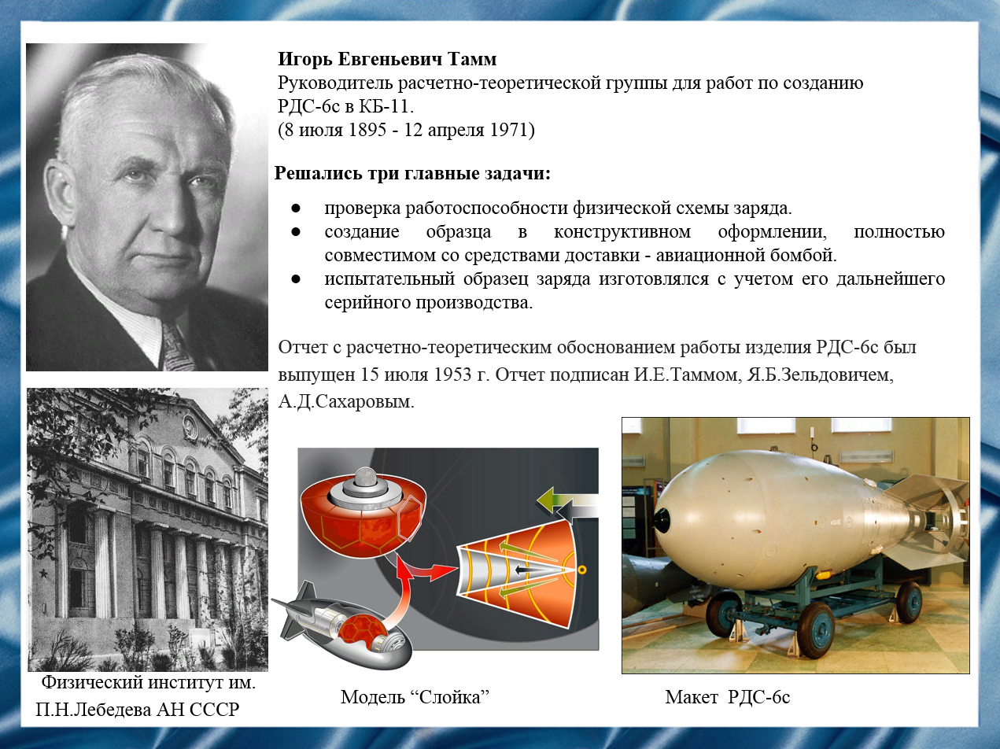 Игорь Евгеньевич Тамм
Руководитель расчетно-теоретической группы для работ по созданию
РДС-6с в КБ-11.
(8 июля 1895 - 12 апреля 1971)
Решались три главные задачи:
● проверка работоспособности физической схемы заряда.
● создание образца в конструктивном оформлении, полностью
совместимом со средствами доставки - авиационной бомбой.
● испытательный образец заряда изготовлялся с учетом его дальнейшего
серийного производства.
Отчет с расчетно-теоретическим обоснованием работы изделия РДС-6с был
выпущен 15 июля 1953 г. Отчет подписан И.Е.Таммом, Я.Б.Зельдовичем,
А.Д.Сахаровым.
Физический институт им.
П.Н.Лебедева АН СССР
Модель “Слойка”
Макет РДС-6с